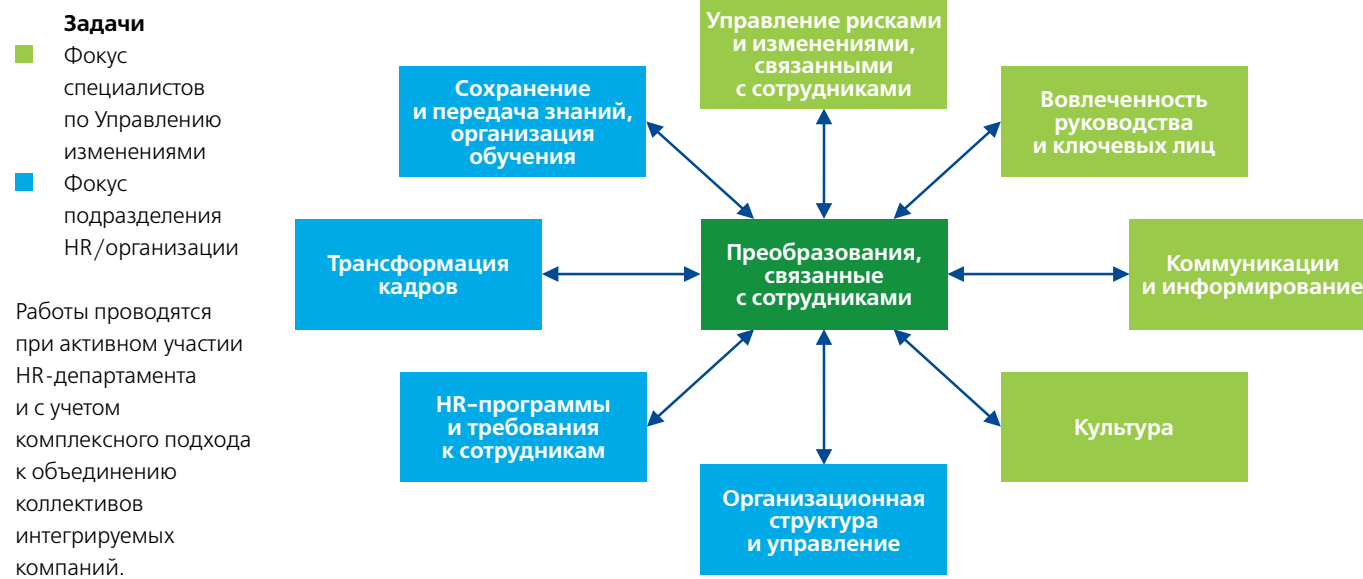 Задачи
Фокус
специалистов
по Управлению
изменениями
Фокус
подразделения
HR/организации
Работы проводятся
при активном участии
HR-департамента
и с учетом
комплексного подхода
к объединению
коллективов
интегрируемых
компаний.
Управление рисками
и изменениями,
связанными
с сотрудниками
Сохранение
и передача знаний,
организация
обучения
Вовлеченность
руководства
и ключевых лиц
Трансформация
кадров
Преобразования,
связанные
с сотрудниками
Коммуникации
и информирование
HR–программы
и требования
к сотрудникам
Культура
Организационная
структура
и управление